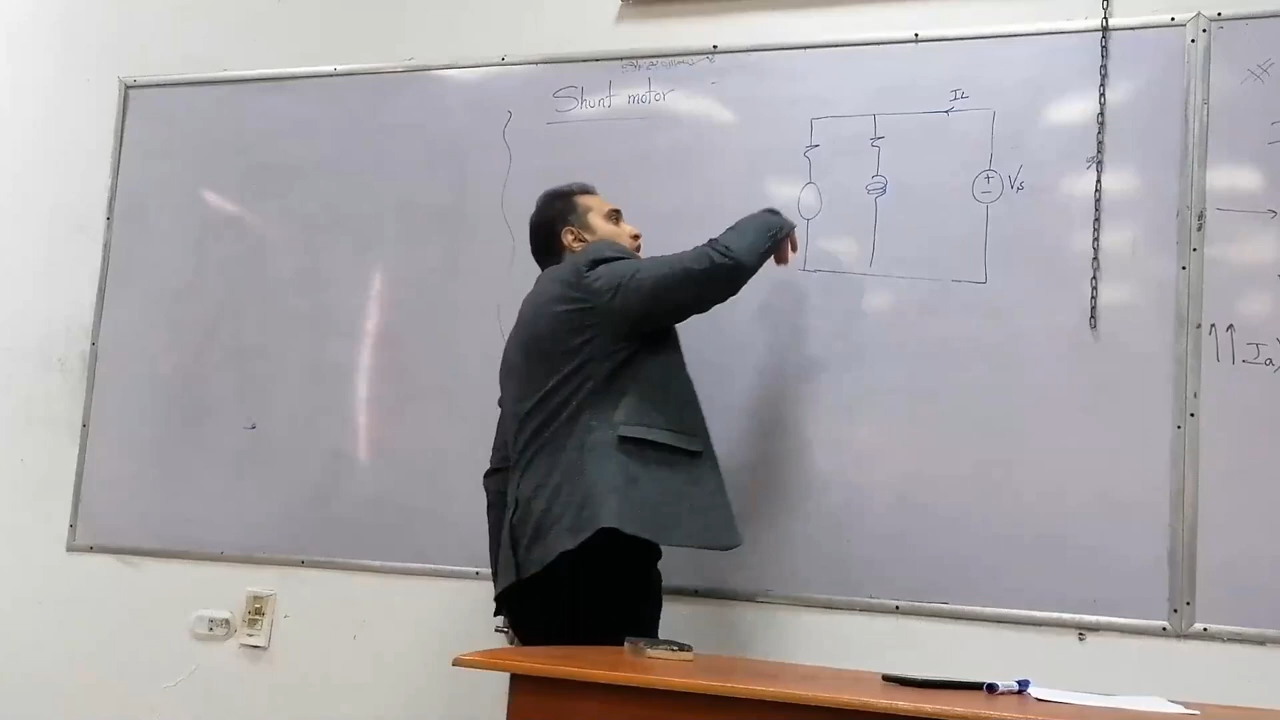 Shunt motor
IL
+
-
Vs
↑↑ Ia